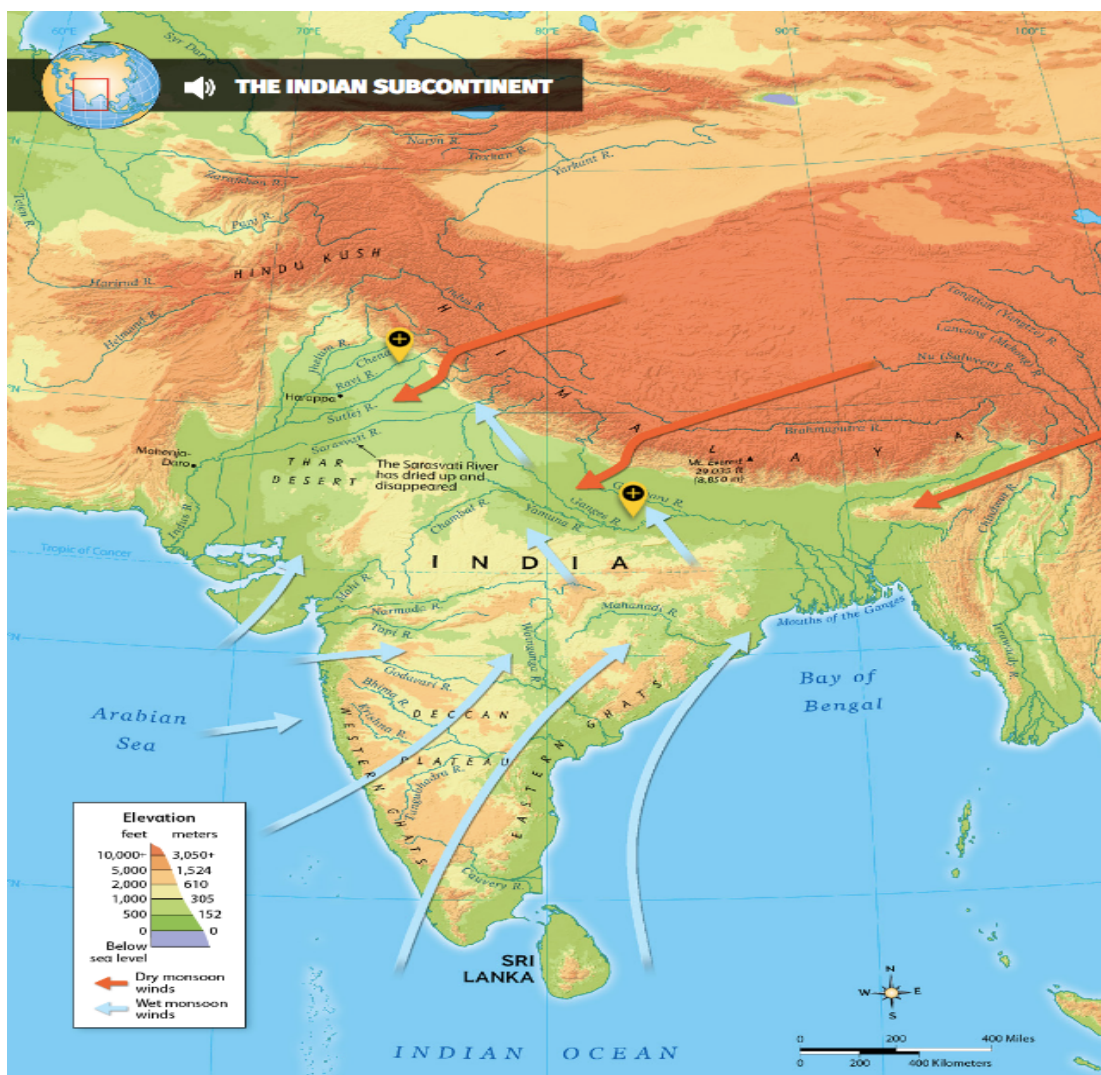 60°E
80°E
90°E
100°E
THE INDIAN SUBCONTINENT
70°E
Syr Darya
Naryn R.
Toxkan R.
Yarkant R.
Zeravshan R.
Panj R.
Tejen R.
HINDU KUSH
Harirud R.
Helmand R.
Indus R.
HIMALAYA
Tongtian (Yangtze) R.
Lancang (Mekong) R.
Nu (Salween) R.
Jhelum R.
Chenab
Ravi R.
Harappa
Sutlej R.
Brahmaputra R.
Mt. Everest
29,035 ft
(8,850 m)
Mohenjo-
Daro
Sarasvati R.
THAR
DESERT
The Sarasvati River
has dried up and
disappeared
Indus R.
Chambal R.
Yamuna R.
Ganges R.
Chindwin R.
Tropic of Cancer
INDIA
Mahi R.
Narmada R.
Tapi R.
Wainganga R.
Mahanadi R.
Mouths of the Ganges
Irrawaddy R.
Godavari R.
Bhima R.
Krishna R.
DECCAN
PLATEAU
Tungabhadra R.
WESTERN GHATS
EASTERN GHATS
Arabian
Sea
Bay of
Bengal
Cauvery R.
SRI
LANKA
Elevation
feet meters
10,000+ 3,050+
5,000 1,524
2,000 610
1,000 305
500 152
0 0
Below
sea level
Dry monsoon
winds
Wet monsoon
winds
N
W E
S
0 200 400 Miles
0 200 400 Kilometers
INDIAN OCEAN